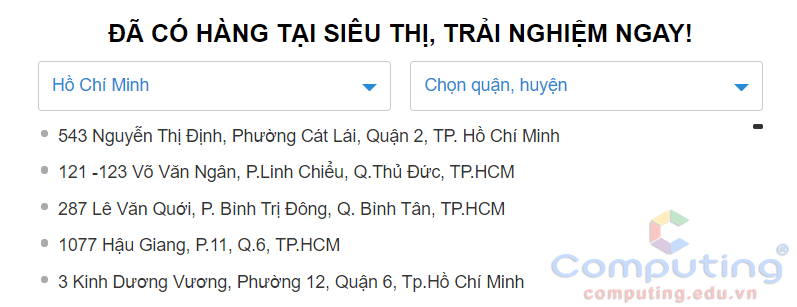 ĐÃ CÓ HÀNG TẠI SIÊU THỊ, TRẢI NGHIỆM NGAY!
Hồ Chí Minh Chọn quận, huyện
543 Nguyễn Thị Định, Phường Cát Lái, Quận 2, TP. Hồ Chí Minh
121 -123 Võ Văn Ngân, P.Linh Chiểu, Q.Thủ Đức, TP.HCM
287 Lê Văn Quới, P. Bình Trị Đông, Q. Bình Tân, TP.HCM
1077 Hậu Giang, P.11, Q.6, TP.HCM
3 Kinh Dương Vương, Phường 12, Quận 6, Tp.Hồ Chí Minh
Computing®
computing.edu.vn